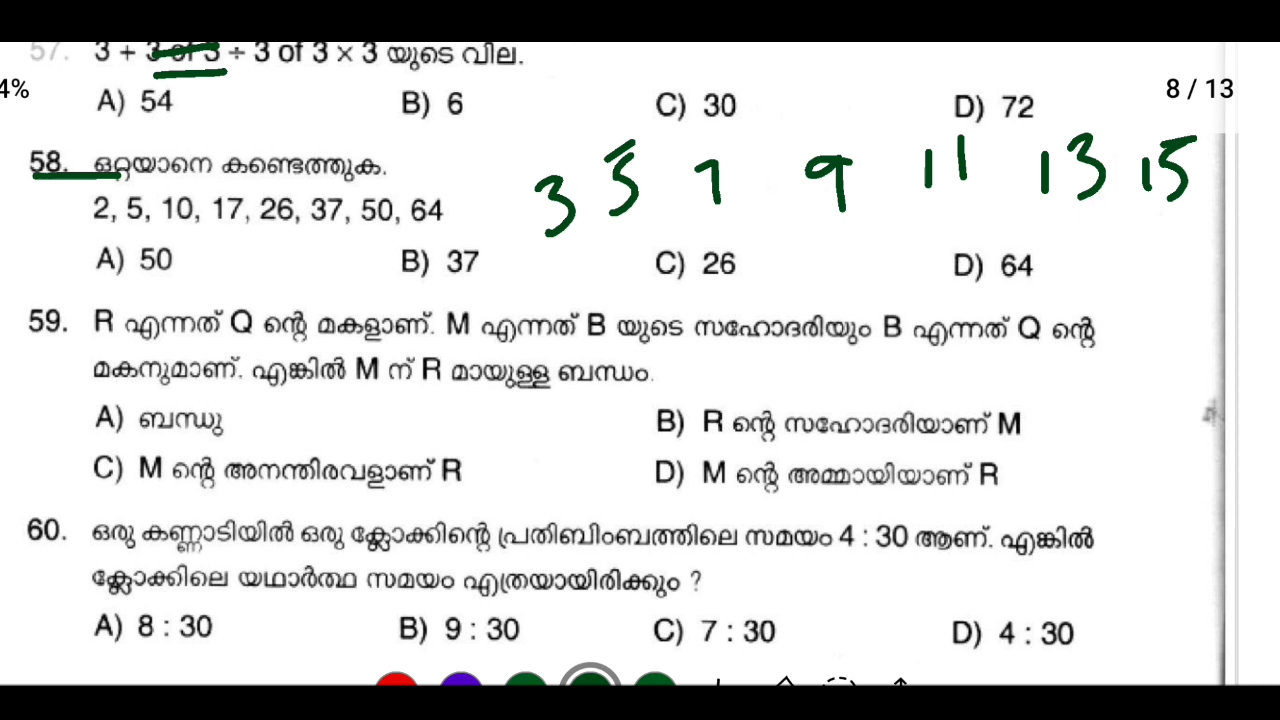 57. 3 + 3 of 3 ÷ 3 of 3 × 3 യുടെ വില.
4%
A) 54 B) 6 C) 30 D) 72
8 / 13
58. ഒറ്റയാനെ കണ്ടെത്തുക.
3 5 7 9 11 13 15
2, 5, 10, 17, 26, 37, 50, 64
A) 50 B) 37 C) 26 D) 64
59. R എന്നത് Q ന്റെ മകളാണ്. M എന്നത് B യുടെ സഹോദരിയും B എന്നത് Q ന്റെ
മകനുമാണ്. എങ്കിൽ M ന് R മായുള്ള ബന്ധം.
A) ബന്ധു B) R ന്റെ സഹോദരിയാണ് M
C) M ന്റെ അനന്തിരവളാണ് R D) M ന്റെ അമ്മായിയാണ് R
60. ഒരു കണ്ണാടിയിൽ ഒരു ക്ലോക്കിന്റെ പ്രതിബിംബത്തിലെ സമയം 4 : 30 ആണ്. എങ്കിൽ
ക്ലോക്കിലെ യഥാർത്ഥ സമയം എത്രയായിരിക്കും ?
A) 8 : 30 B) 9 : 30 C) 7 : 30 D) 4 : 30